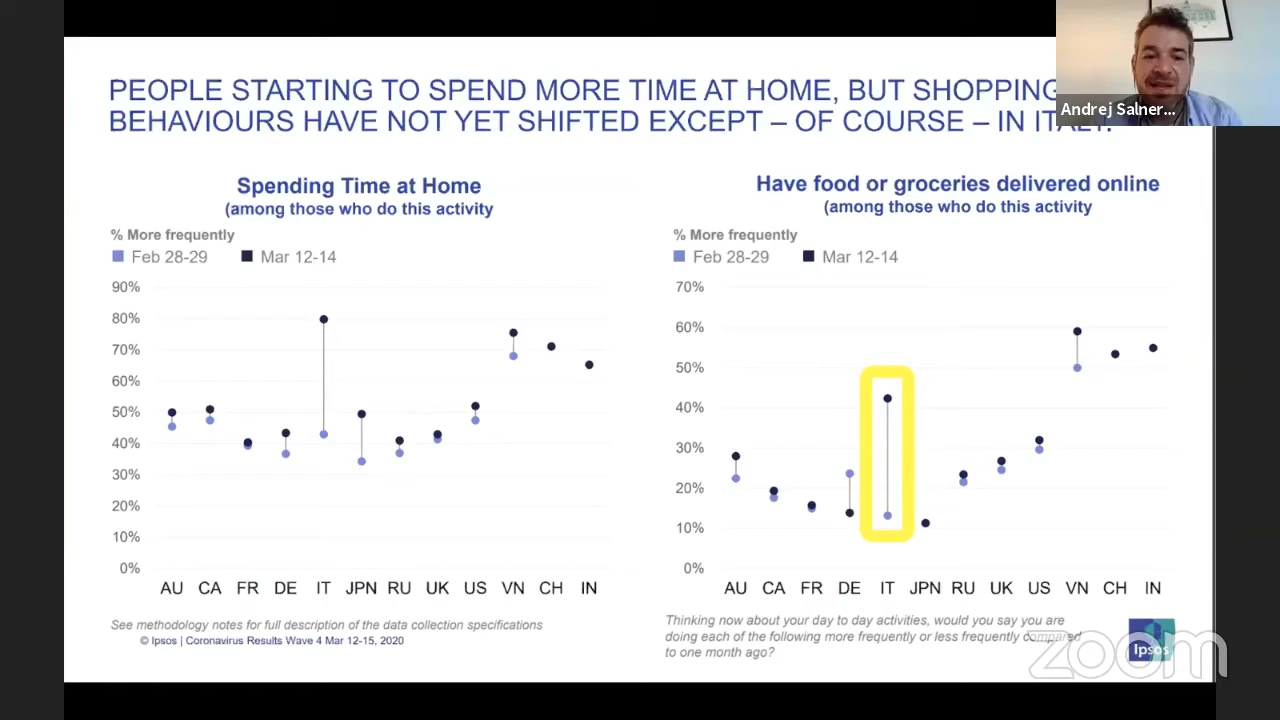 PEOPLE STARTING TO SPEND MORE TIME AT HOME, BUT SHOPPING
BEHAVIOURS HAVE NOT YET SHIFTED EXCEPT – OF COURSE – IN ITALY.
Andrej Salner...
Spending Time at Home
(among those who do this activity
% More frequently
Feb 28-29 Mar 12-14
90%
80%
70%
60%
50%
40%
30%
20%
10%
0%
AU CA FR DE IT JPN RU UK US VN CH IN
See methodology notes for full description of the data collection specifications
© Ipsos | Coronavirus Results Wave 4 Mar 12-15, 2020
Have food or groceries delivered online
(among those who do this activity
% More frequently
Feb 28-29 Mar 12-14
70%
60%
50%
40%
30%
20%
10%
0%
AU CA FR DE IT JPN RU UK US VN CH IN
Thinking now about your day to day activities, would you say you are
doing each of the following more frequently or less frequently compared
to one month ago?
Ipsos
zoom